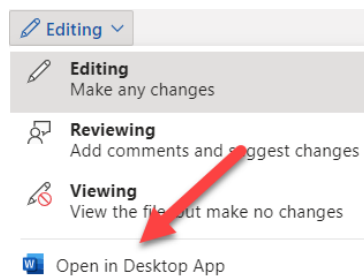 Editing
Editing
Make any changes
Reviewing
Add comments and suggest changes
Viewing
View the file, but make no changes
W
Open in Desktop App